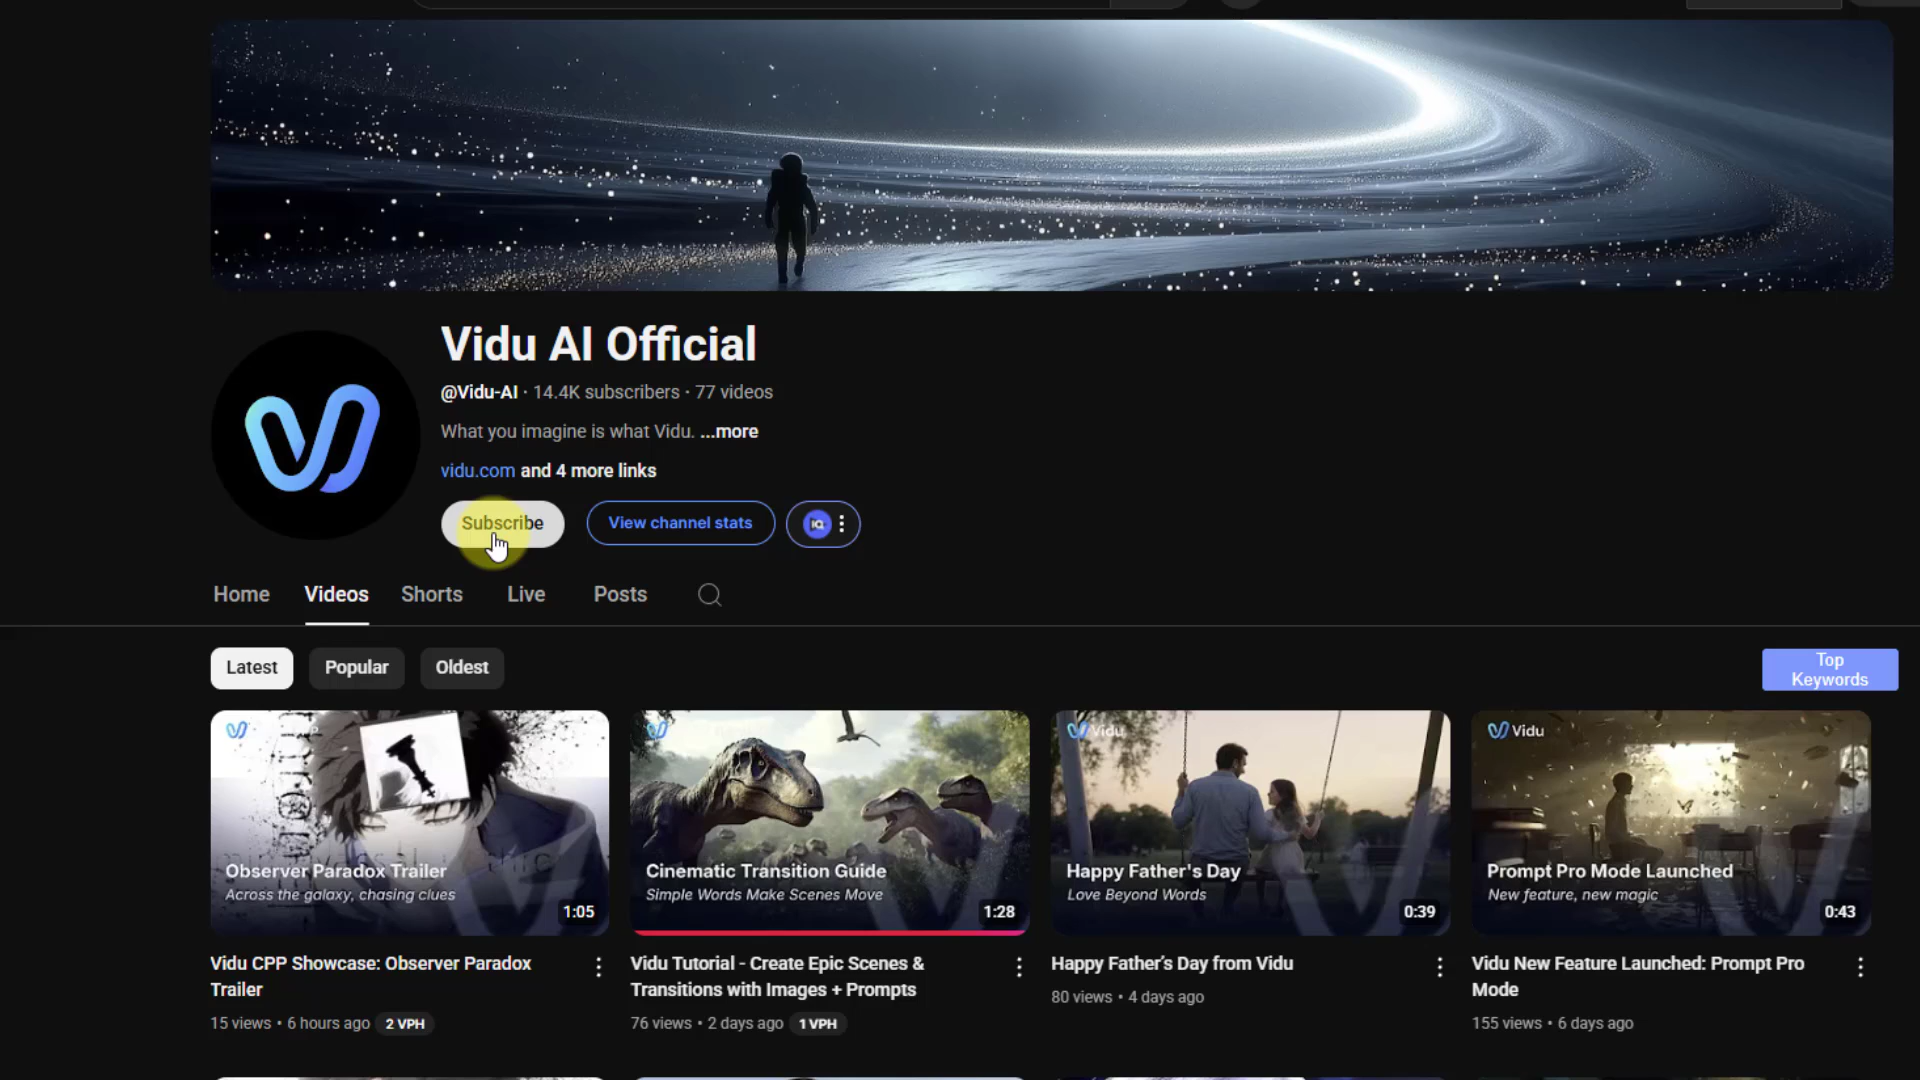 Vidu AI Official
@Vidu-AI · 14.4K subscribers · 77 videos
What you imagine is what Vidu. ...more
vidu.com and 4 more links
Subscribe
View channel stats
IQ
Home
Videos
Shorts
Live
Posts
Latest
Popular
Oldest
Top
Keywords
Observer Paradox Trailer
Across the galaxy, chasing clues
1:05
Cinematic Transition Guide
Simple Words Make Scenes Move
1:28
Vidu
Happy Father's Day
Love Beyond Words
0:39
Vidu
Prompt Pro Mode Launched
New feature, new magic
0:43
Vidu CPP Showcase: Observer Paradox
Trailer
15 views • 6 hours ago 2 VPH
Vidu Tutorial - Create Epic Scenes &
Transitions with Images + Prompts
76 views • 2 days ago 1 VPH
Happy Father's Day from Vidu
80 views • 4 days ago
Vidu New Feature Launched: Prompt Pro
Mode
155 views • 6 days ago